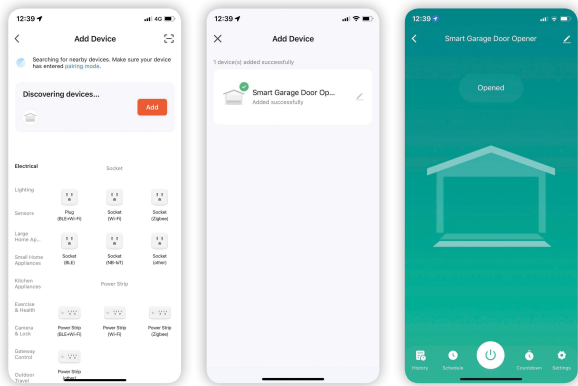 12:39
4G
Add Device
Searching for nearby devices. Make sure your device
has entered pairing mode.
Discovering devices...
Add
Electrical
Socket
Lighting
Sensors
Plug
(BLE+Wi-Fi)
Socket
(Wi-Fi)
Socket
(Zigbee)
Large
Home Ap...
Small Home
Appliances
Socket
(BLE)
Socket
(NB-IoT)
Socket
(other)
Kitchen
Appliances
Power Strip
Exercise
& Health
Camera
& Lock
Power Strip
(BLE+Wi-Fi)
Power Strip
(Wi-Fi)
Power Strip
(Zigbee)
Gateway
Control
Outdoor
Travel
Power Strip
(other)
12:39
Add Device
1 device(s) added successfully
Smart Garage Door Op...
Added successfully
12:39
Smart Garage Door Opener
Opened
History
Schedule
Countdown
Settings